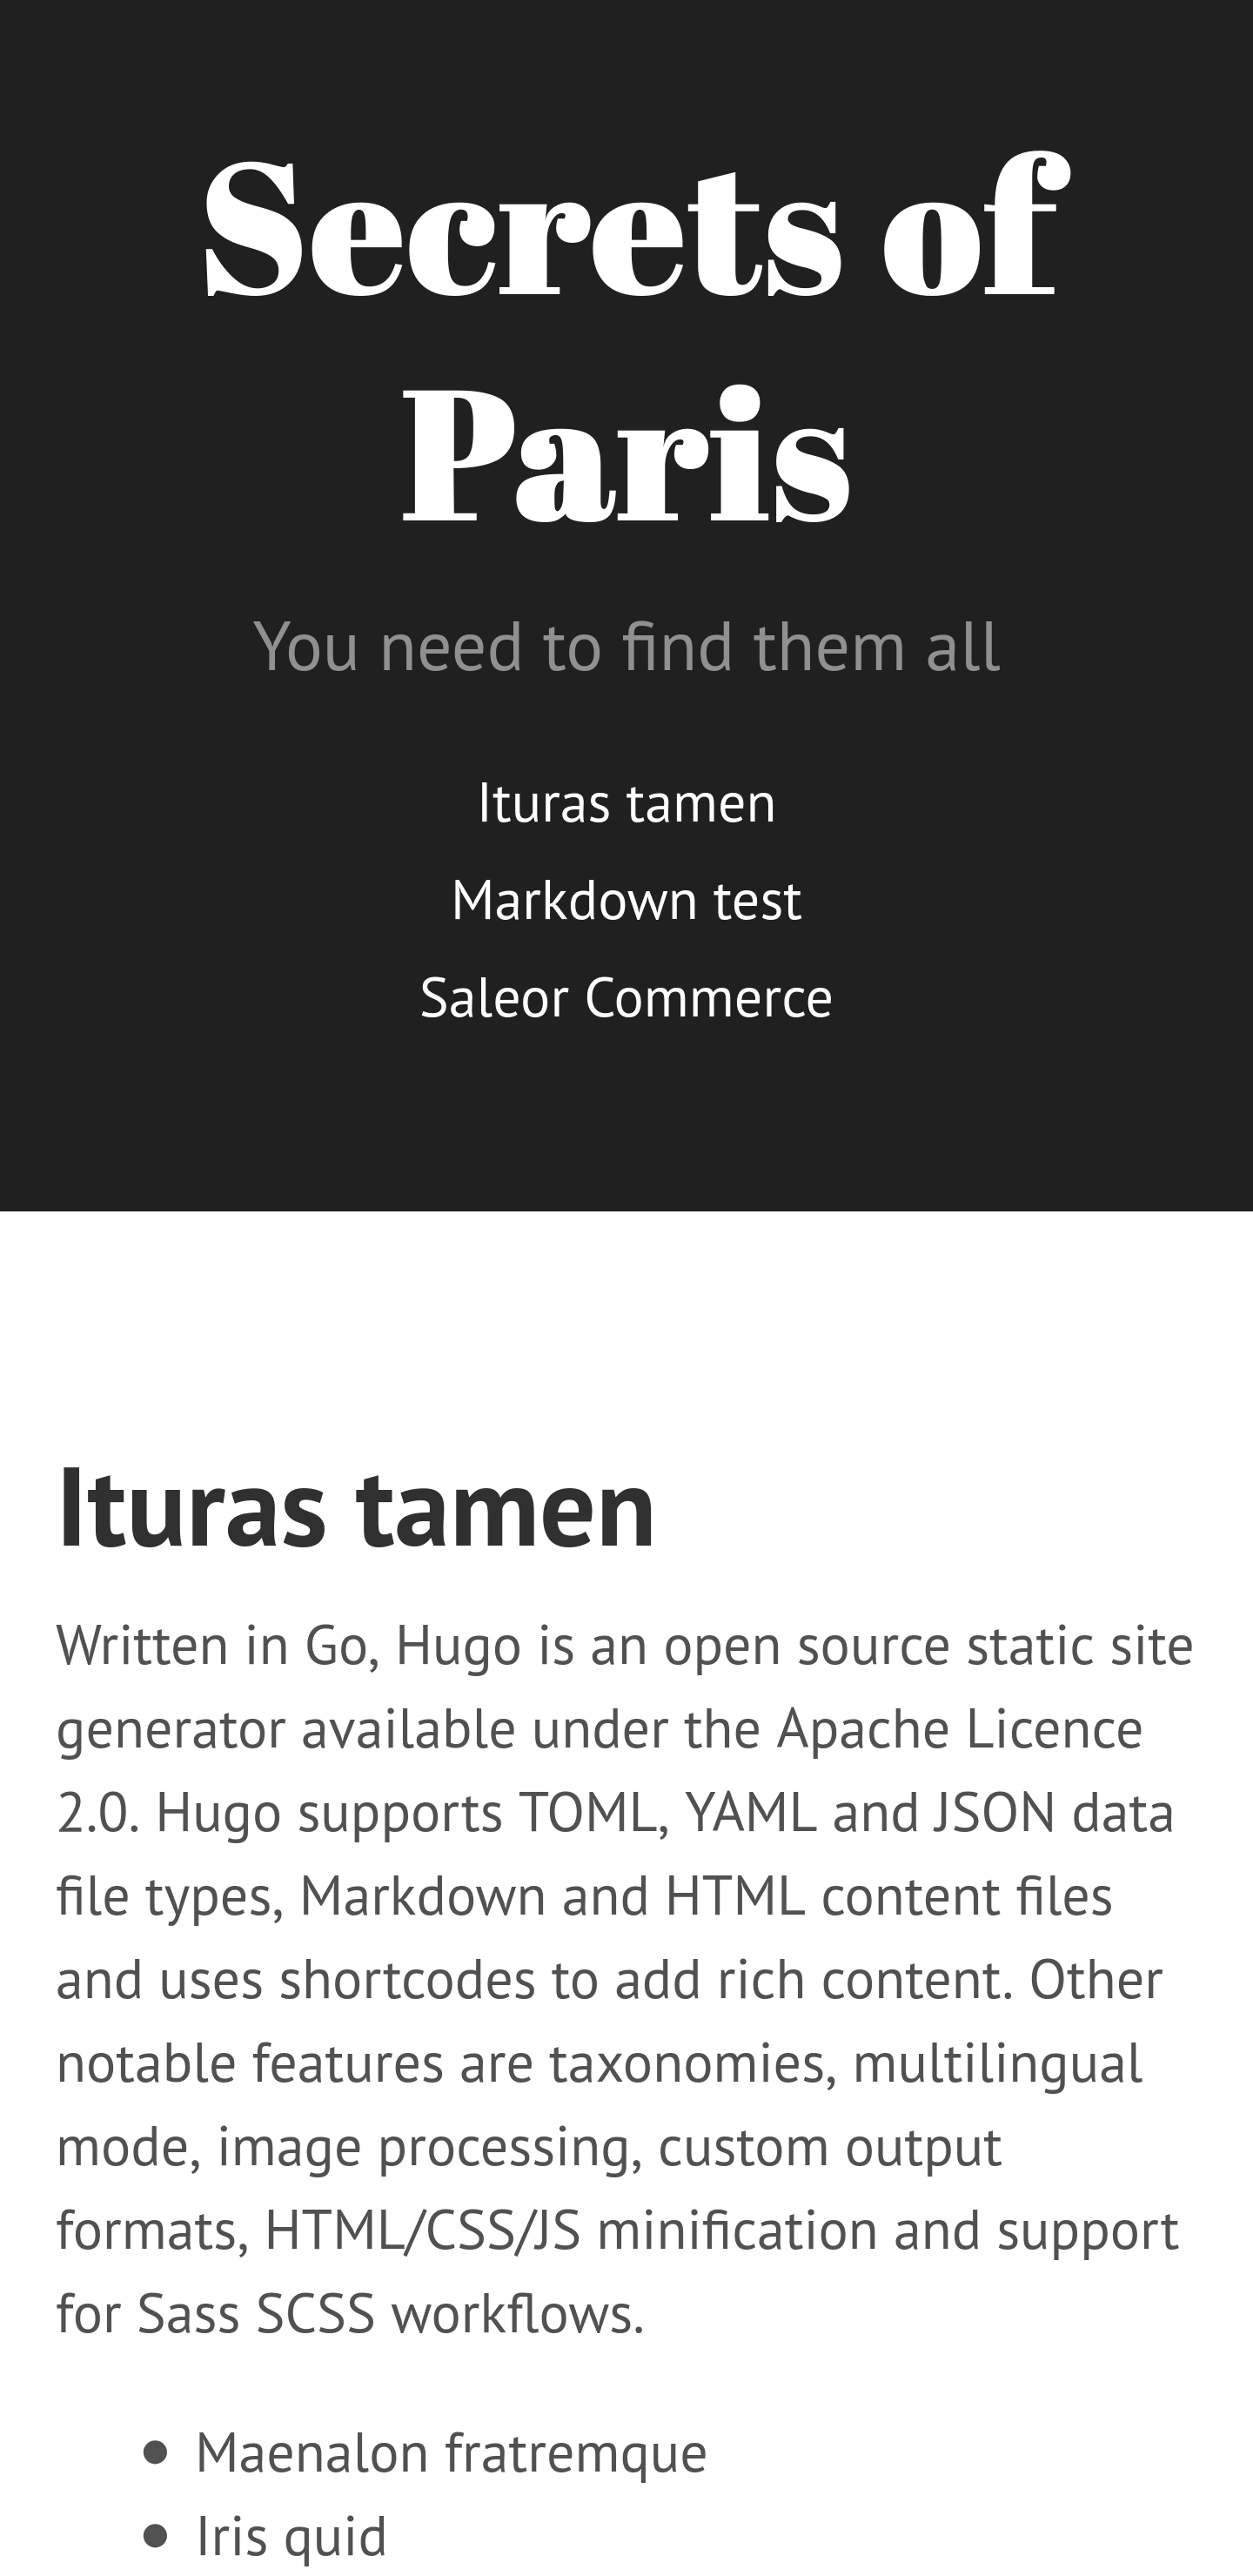 Secrets of
Paris
You need to find them all
Ituras tamen
Markdown test
Saleor Commerce
Ituras tamen
Written in Go, Hugo is an open source static site
generator available under the Apache Licence
2.0. Hugo supports TOML, YAML and JSON data
file types, Markdown and HTML content files
and uses shortcodes to add rich content. Other
notable features are taxonomies, multilingual
mode, image processing, custom output
formats, HTML/CSS/JS minification and support
for Sass SCSS workflows.
• Maenalon fratremque
• Iris quid